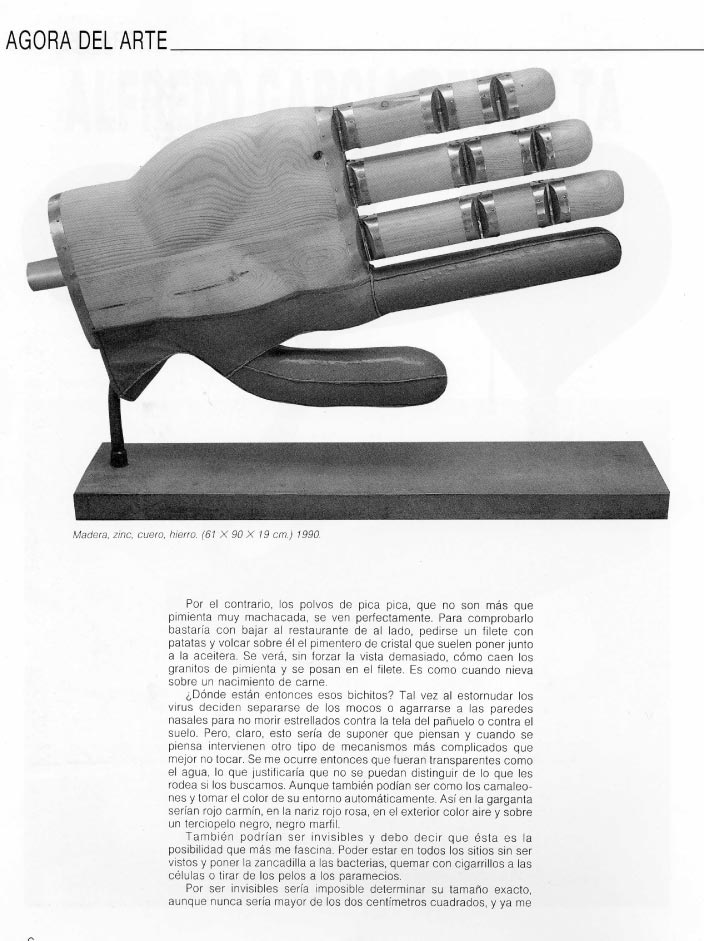 AGORA DEL ARTE
Madera, zinc, cuero, hierro. (61 X 90 X 19 cm.) 1990.
Por el contrario, los polvos de pica pica, que no son más que
pimienta muy machacada, se ven perfectamente. Para comprobarlo
bastaría con bajar al restaurante de al lado, pedirse un filete con
patatas y volcar sobre él el pimentero de cristal que suelen poner junto
a la aceitera. Se verá, sin forzar la vista demasiado, cómo caen los
granitos de pimienta y se posan en el filete. Es como cuando nieva
sobre un nacimiento de carne.
¿Dónde están entonces esos bichitos? Tal vez al estornudar los
virus deciden separarse de los mocos o agarrarse a las paredes
nasales para no morir estrellados contra la tela del pañuelo o contra el
suelo. Pero, claro, esto sería de suponer que piensan y cuando se
piensa intervienen otro tipo de mecanismos más complicados que
mejor no tocar. Se me ocurre entonces que fueran transparentes como
el agua, lo que justificaría que no se puedan distinguir de lo que les
rodea si los buscamos. Aunque también podían ser como los camaleo-
nes y tomar el color de su entorno automáticamente. Así en la garganta
serían rojo carmín, en la nariz rojo rosa, en el exterior color aire y sobre
un terciopelo negro, negro marfil.
También podrían ser invisibles y debo decir que ésta es la
posibilidad que más me fascina. Poder estar en todos los sitios sin ser
vistos y poner la zancadilla a las bacterias, quemar con cigarrillos a las
células o tirar de los pelos a los paramecios.
Por ser invisibles sería imposible determinar su tamaño exacto,
aunque nunca sería mayor de los dos centímetros cuadrados, y ya me